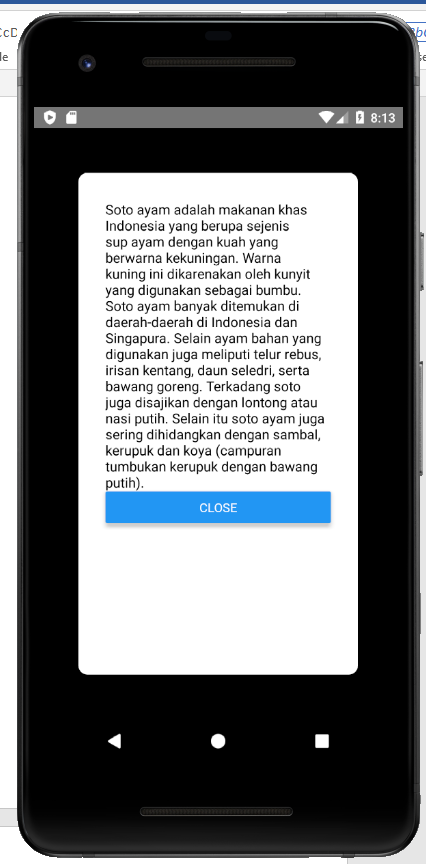 8:13
Soto ayam adalah makanan khas
Indonesia yang berupa sejenis
sup ayam dengan kuah yang
berwarna kekuningan. Warna
kuning ini dikarenakan oleh kunyit
yang digunakan sebagai bumbu.
Soto ayam banyak ditemukan di
daerah-daerah di Indonesia dan
Singapura. Selain ayam bahan yang
digunakan juga meliputi telur rebus,
irisan kentang, daun seledri, serta
bawang goreng. Terkadang soto
juga disajikan dengan lontong atau
nasi putih. Selain itu soto ayam juga
sering dihidangkan dengan sambal,
kerupuk dan koya (campuran
tumbukan kerupuk dengan bawang
putih).
CLOSE